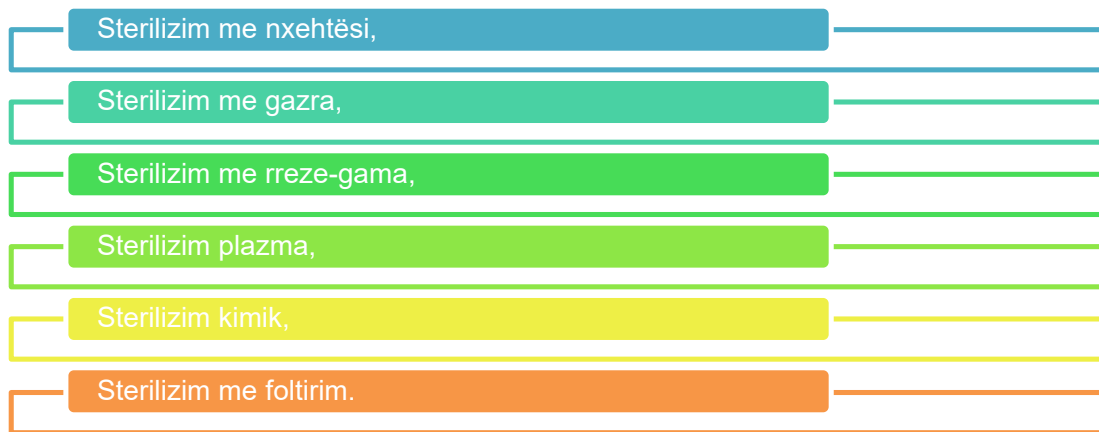 Sterilizim me nxehtësi,
Sterilizim me gazra,
Sterilizim me rreze-gama,
Sterilizim plazma,
Sterilizim kimik,
Sterilizim me foltirim.